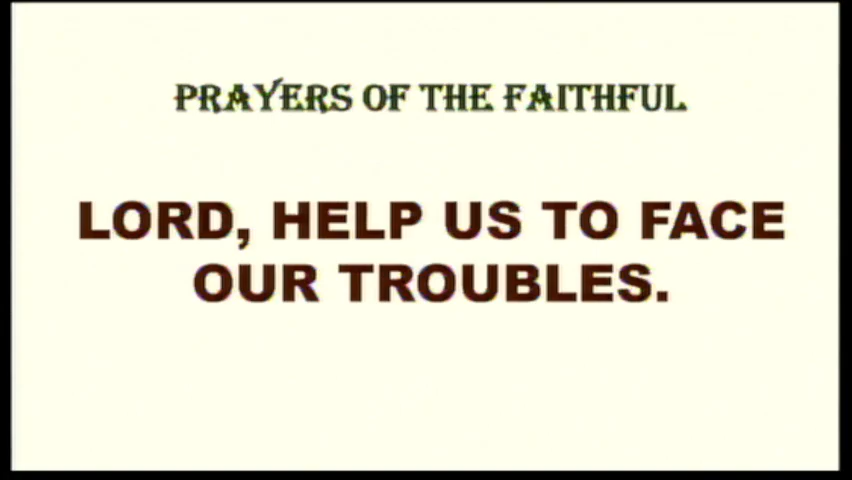 PRAYERS OF THE FAITHFUL
LORD, HELP US TO FACE
OUR TROUBLES.